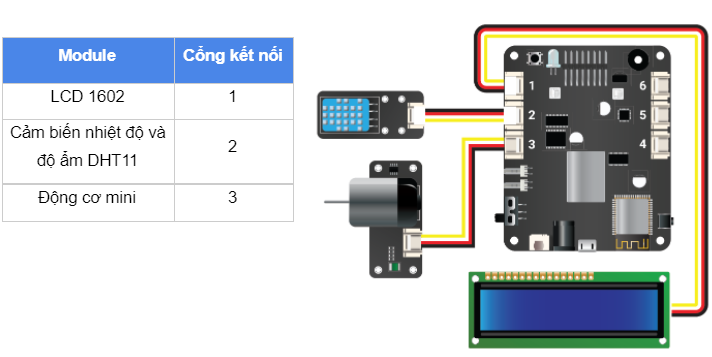 Module
Cổng kết nối
LCD 1602
1
Cảm biến nhiệt độ và
độ ẩm DHT11
2
Động cơ mini
3
1
6
2
5
3
4